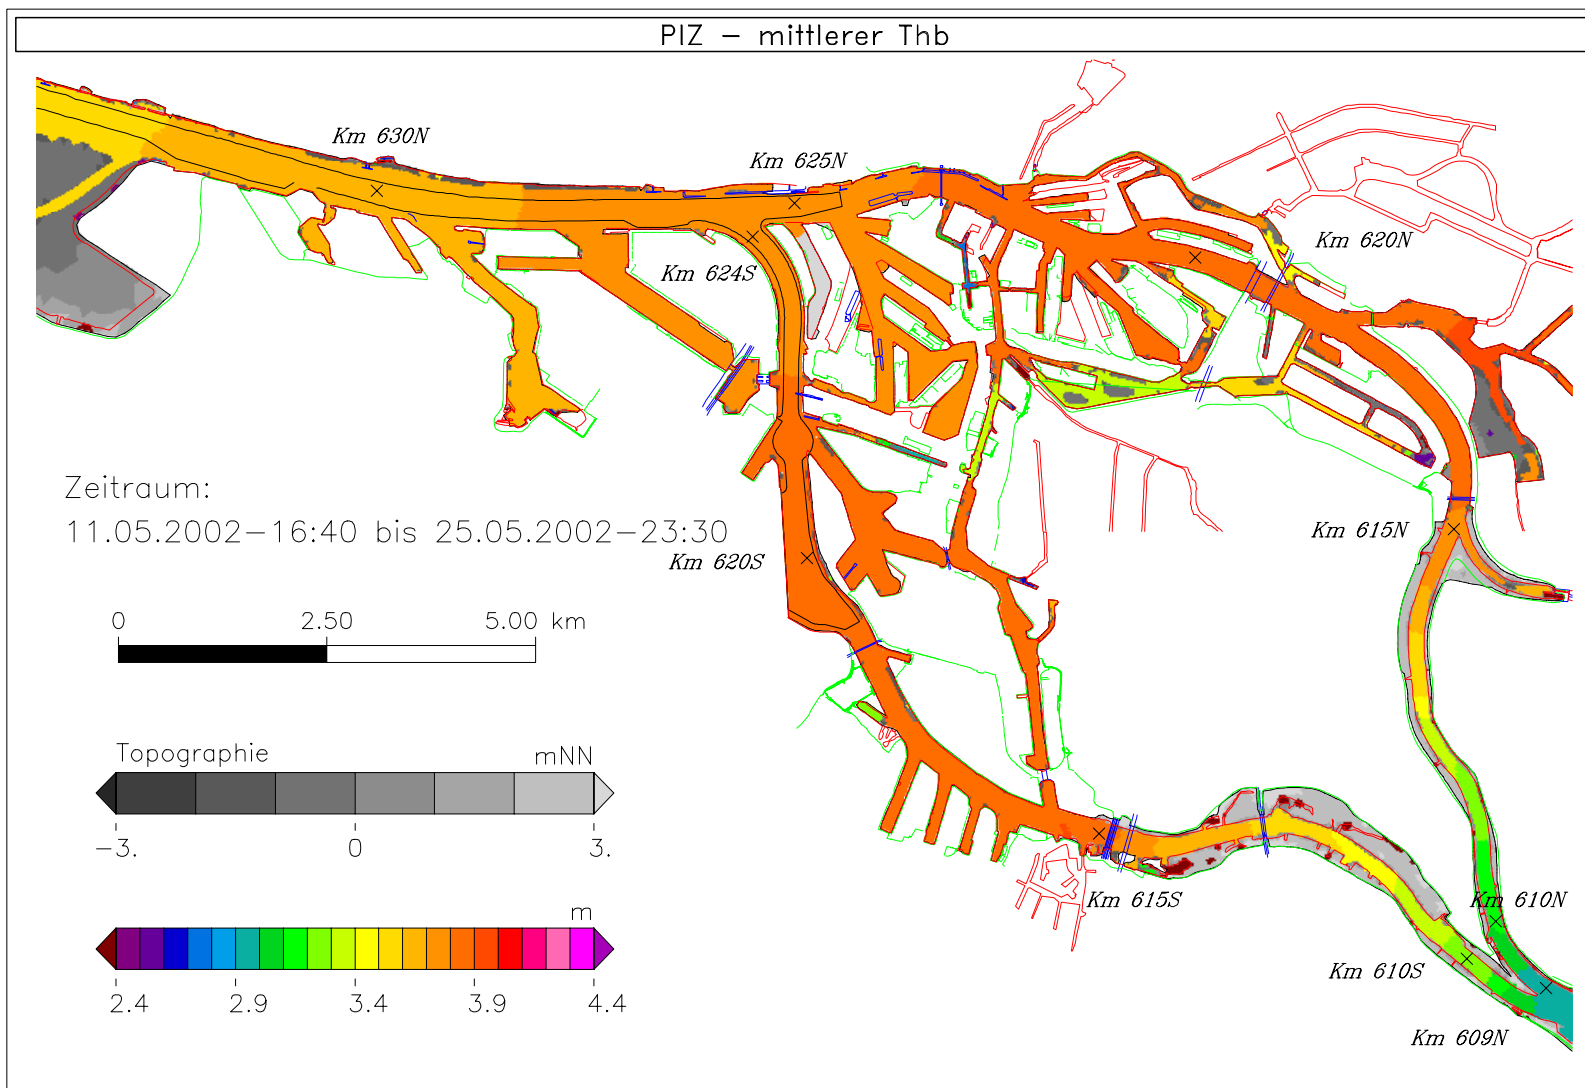 PIZ – mittlerer Thb
Km 630N
Km 625N
Km 620N
Km 624S
Zeitraum:
11.05.2002–16:40 bis 25.05.2002–23:30
Km 615N
Km 620S
0 2.50 5.00 km
Topographie mNN
–3. 0 3.
Km 615S
Km 610N
m
Km 610S
2.4 2.9 3.4 3.9 4.4
Km 609N